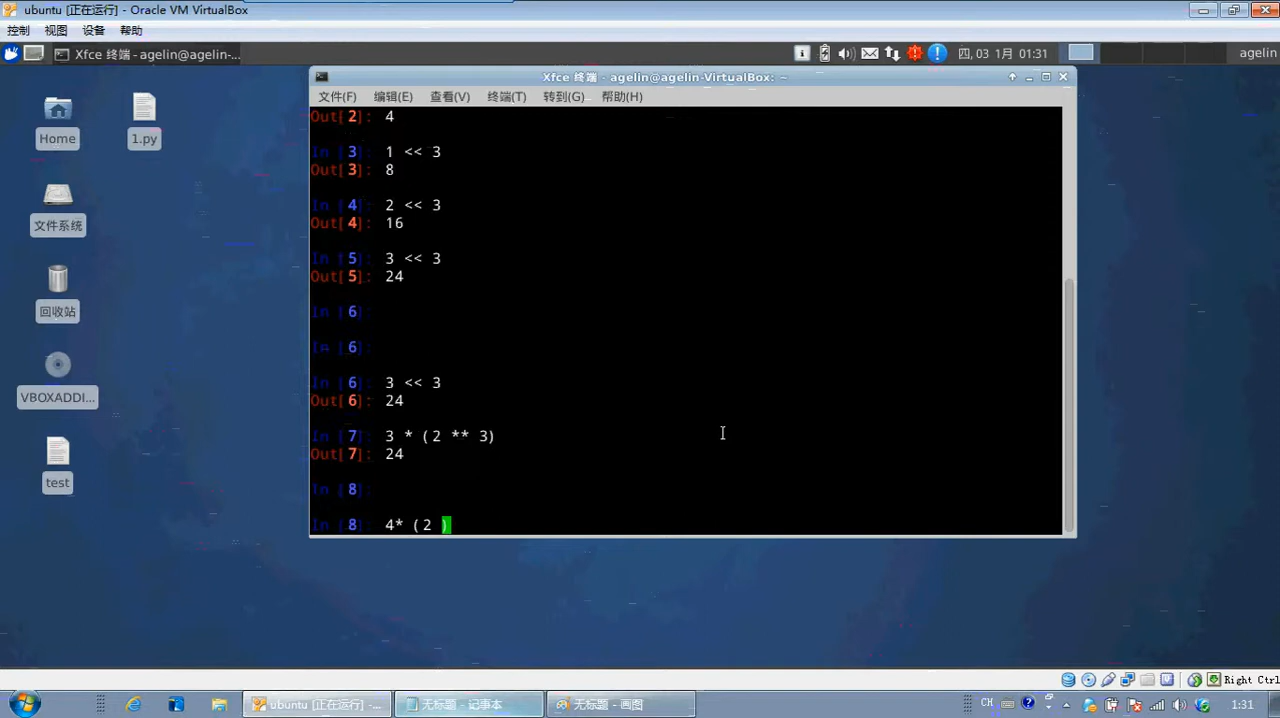 ubuntu [正在运行] - Oracle VM VirtualBox
控制 视图 设备 帮助
Xfce 终端 - agelin@agelin-...
四, 03 1月 01:31
agelin
Home
1.py
文件系统
回收站
VBOXADDI...
test
Xfce 终端 - agelin@agelin-VirtualBox: ~
文件(F) 编辑(E) 查看(V) 终端(T) 转到(G) 帮助(H)
Out[2]: 4
In [3]: 1 << 3
Out[3]: 8
In [4]: 2 << 3
Out[4]: 16
In [5]: 3 << 3
Out[5]: 24
In [6]:
In [6]:
In [6]: 3 << 3
Out[6]: 24
In [7]: 3 * (2 ** 3)
Out[7]: 24
In [8]:
In [8]: 4* (2 )
Right Ctrl
ubuntu [正在运行] -...
无标题 - 记事本
无标题 - 画图
CH
1:31